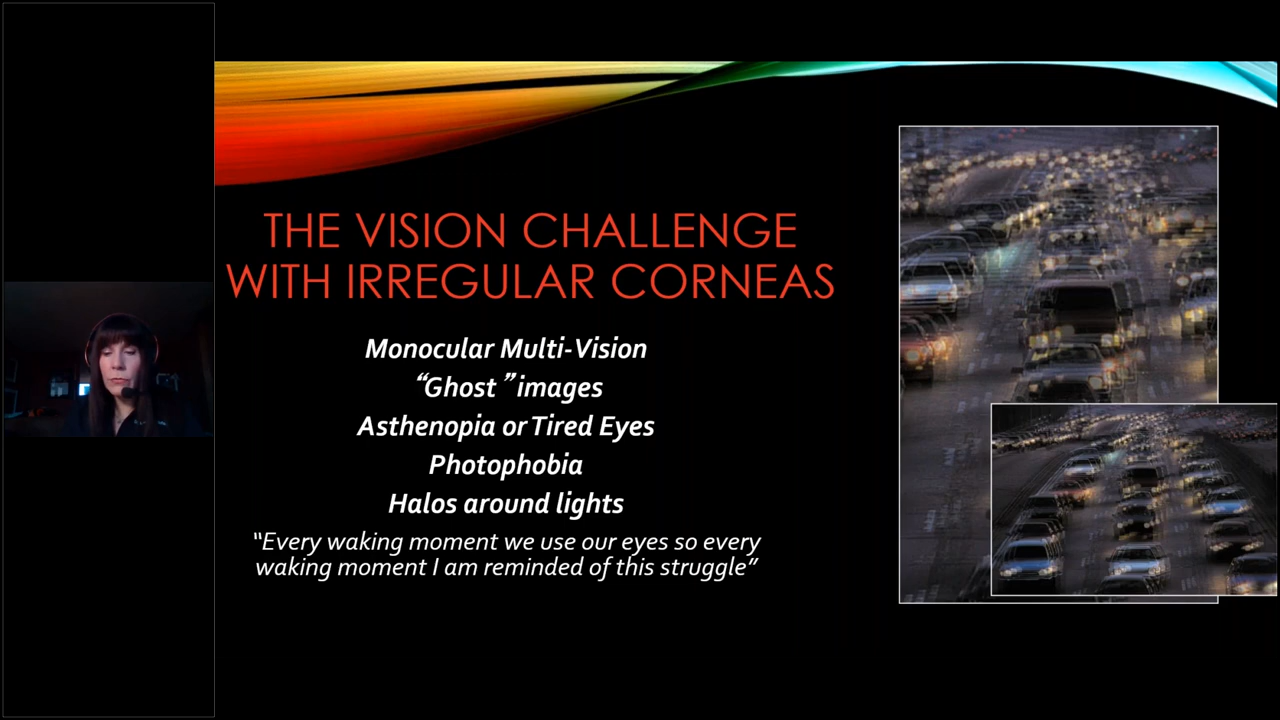 THE VISION CHALLENGE
WITH IRREGULAR CORNEAS
Monocular Multi-Vision
“Ghost ” images
Asthenopia or Tired Eyes
Photophobia
Halos around lights
“Every waking moment we use our eyes so every
waking moment I am reminded of this struggle”